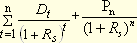 n
Σ
t=1
D_t / (1 + R_s)^t + P_n / (1 + R_s)^n